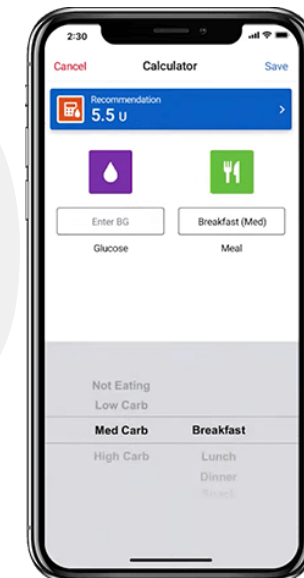 2:30
Cancel Calculator Save
Recommendation
5.5 U
Enter BG Breakfast (Med)
Glucose Meal
Not Eating
Low Carb
Med Carb Breakfast
High Carb Lunch
Dinner
Snack